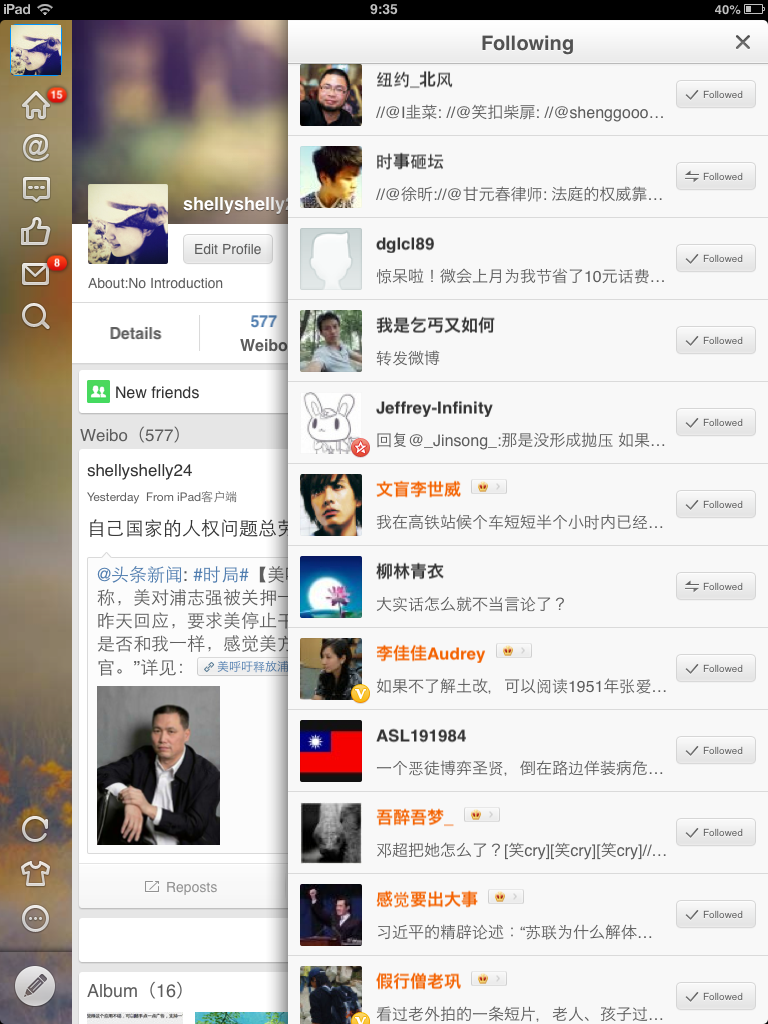 iPad
9:35
40%
15
8
shellyshelly2
Edit Profile
About:No Introduction
Details
577
Weibo
New friends
Weibo（577）
shellyshelly24
Yesterday From iPad客户端
自己国家的人权问题总
@头条新闻: #时局#【美
称，美对浦志强被关押一
昨天回应，要求美停止干
是否和我一样，感觉美方
官。”详见：
美呼吁释放浦
Reposts
Album（16）
Following
纽约_北风
//@I韭菜: //@笑扣柴扉: //@shenggooo…
Followed
时事砸坛
//@徐昕://@甘元春律师: 法庭的权威靠…
Followed
dglcl89
惊呆啦！微会上月为我节省了10元话费…
Followed
我是乞丐又如何
转发微博
Followed
Jeffrey-Infinity
回复@_Jinsong_:那是没形成抛压 如果…
Followed
文盲李世威
我在高铁站候个车短短半个小时内已经…
Followed
柳林青衣
大实话怎么就不当言论了？
Followed
李佳佳Audrey
如果不了解土改，可以阅读1951年张爱…
Followed
ASL191984
一个恶徒博弈圣贤，倒在路边佯装病危…
Followed
吾醉吾梦_
邓超把她怎么了？[笑cry][笑cry][笑cry]//…
Followed
感觉要出大事
习近平的精辟论述：“苏联为什么解体…
Followed
假行僧老巩
看过老外拍的一条短片，老人、孩子过…
Followed